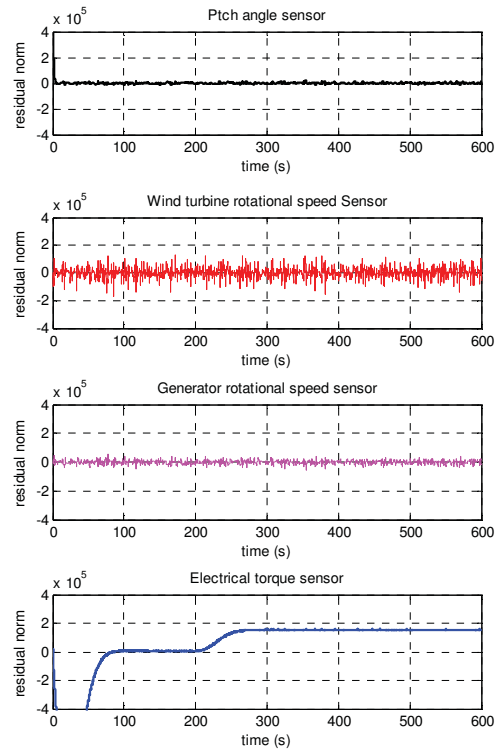 Ptch angle sensor
x 10^5
4
2
0
-2
-4
residual norm
0 100 200 300 400 500 600
time (s)
Wind turbine rotational speed Sensor
x 10^5
4
2
0
-2
-4
residual norm
0 100 200 300 400 500 600
time (s)
Generator rotational speed sensor
x 10^5
4
2
0
-2
-4
residual norm
0 100 200 300 400 500 600
time (s)
Electrical torque sensor
x 10^5
4
2
0
-2
-4
residual norm
0 100 200 300 400 500 600
time (s)